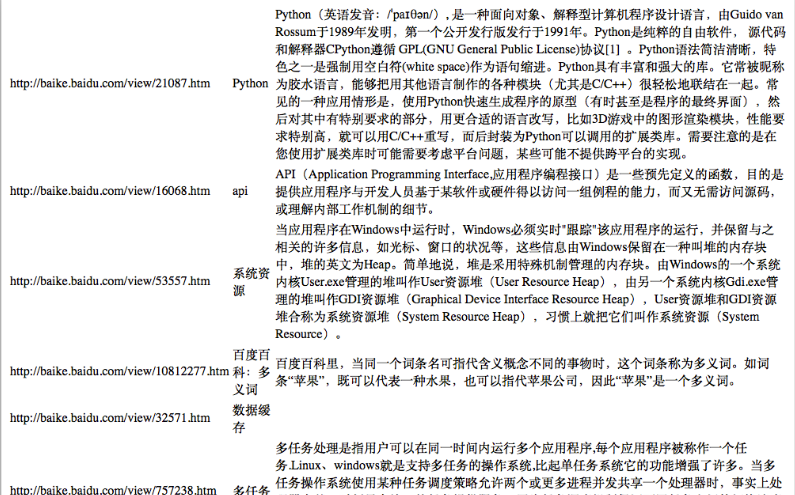 Python（英语发音：/ˈpaɪθən/）, 是一种面向对象、解释型计算机程序设计语言，由Guido van
Rossum于1989年发明，第一个公开发行版发行于1991年。Python是纯粹的自由软件， 源代码
和解释器CPython遵循 GPL(GNU General Public License)协议[1] 。Python语法简洁清晰，特
色之一是强制用空白符(white space)作为语句缩进。Python具有丰富和强大的库。它常被昵称
http://baike.baidu.com/view/21087.htm Python 为胶水语言，能够把用其他语言制作的各种模块（尤其是C/C++）很轻松地联结在一起。常
见的一种应用情形是，使用Python快速生成程序的原型（有时甚至是程序的最终界面），然
后对其中有特别要求的部分，用更合适的语言改写，比如3D游戏中的图形渲染模块，性能要
求特别高，就可以用C/C++重写，而后封装为Python可以调用的扩展类库。需要注意的是在
您使用扩展类库时可能需要考虑平台问题，某些可能不提供跨平台的实现。
API（Application Programming Interface,应用程序编程接口）是一些预先定义的函数，目的是
http://baike.baidu.com/view/16068.htm api 提供应用程序与开发人员基于某软件或硬件得以访问一组例程的能力，而又无需访问源码，
或理解内部工作机制的细节。
当应用程序在Windows中运行时，Windows必须实时"跟踪"该应用程序的运行，并保留与之
相关的许多信息，如光标、窗口的状况等，这些信息由Windows保留在一种叫堆的内存块
中，堆的英文为Heap。简单地说，堆是采用特殊机制管理的内存块。由Windows的一个系统
http://baike.baidu.com/view/53557.htm 系统资源 内核User.exe管理的堆叫作User资源堆（User Resource Heap），由另一个系统内核Gdi.exe管
理的堆叫作GDI资源堆（Graphical Device Interface Resource Heap），User资源堆和GDI资源
堆合称为系统资源堆（System Resource Heap），习惯上就把它们叫作系统资源（System
Resource）。
百度百
http://baike.baidu.com/view/10812277.htm 科：多 百度百科里，当同一个词条名可指代含义概念不同的事物时，这个词条称为多义词。如词
义词 条“苹果”，既可以代表一种水果，也可以指代苹果公司，因此“苹果”是一个多义词。
http://baike.baidu.com/view/32571.htm 数据缓
存
多任务处理是指用户可以在同一时间内运行多个应用程序,每个应用程序被称作一个任
务.Linux、windows就是支持多任务的操作系统,比起单任务系统它的功能增强了许多。当多
任务操作系统使用某种任务调度策略允许两个或更多进程并发共享一个处理器时，事实上处
http://baike.baidu.com/view/757238.htm 多任务